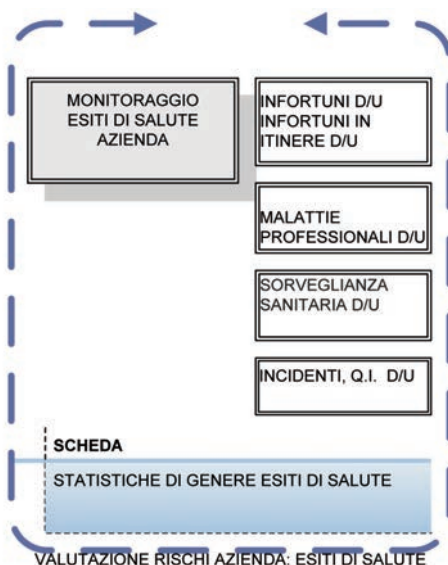 MONITORAGGIO
ESITI DI SALUTE
AZIENDA
INFORTUNI D/U
INFORTUNI IN
ITINERE D/U
MALATTIE
PROFESSIONALI D/U
SORVEGLIANZA
SANITARIA D/U
INCIDENTI, Q.I. D/U
SCHEDA
STATISTICHE DI GENERE ESITI DI SALUTE
VALUTAZIONE RISCHI AZIENDA: ESITI DI SALUTE